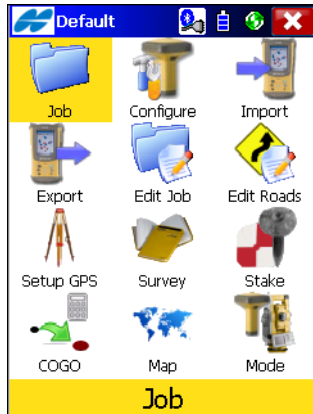 Default
Job Configure Import
Export Edit Job Edit Roads
Setup GPS Survey Stake
COGO Map Mode
Job